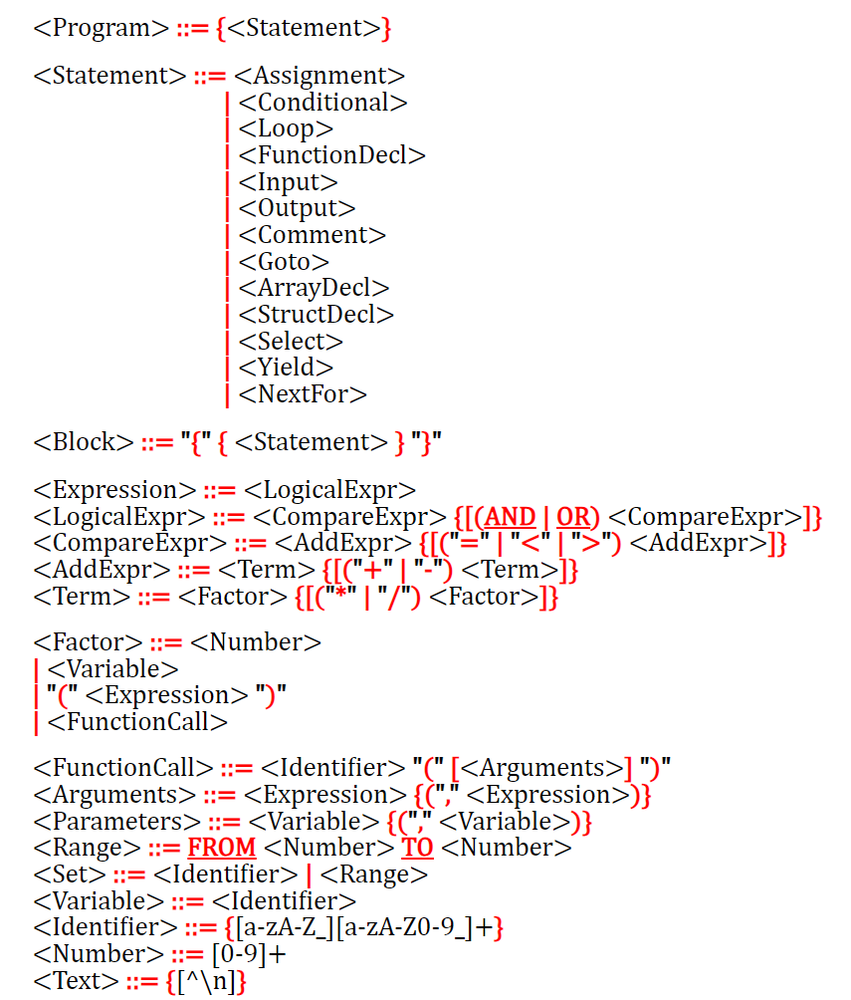 <Program> ::= {<Statement>}
<Statement> ::= <Assignment>
| <Conditional>
| <Loop>
| <FunctionDecl>
| <Input>
| <Output>
| <Comment>
| <Goto>
| <ArrayDecl>
| <StructDecl>
| <Select>
| <Yield>
| <NextFor>
<Block> ::= "{" { <Statement> } "}"
<Expression> ::= <LogicalExpr>
<LogicalExpr> ::= <CompareExpr> {[(AND | OR) <CompareExpr>]}
<CompareExpr> ::= <AddExpr> {[("=" | "<" | ">") <AddExpr>]}
<AddExpr> ::= <Term> {[("+" | "-") <Term>]}
<Term> ::= <Factor> {[("*" | "/") <Factor>]}
<Factor> ::= <Number>
| <Variable>
| "(" <Expression> ")"
| <FunctionCall>
<FunctionCall> ::= <Identifier> "(" [<Arguments>] ")"
<Arguments> ::= <Expression> {("," <Expression>)}
<Parameters> ::= <Variable> {("," <Variable>)}
<Range> ::= FROM <Number> TO <Number>
<Set> ::= <Identifier> | <Range>
<Variable> ::= <Identifier>
<Identifier> ::= {[a-zA-Z_][a-zA-Z0-9_]+}
<Number> ::= [0-9]+
<Text> ::= {[^\n]}